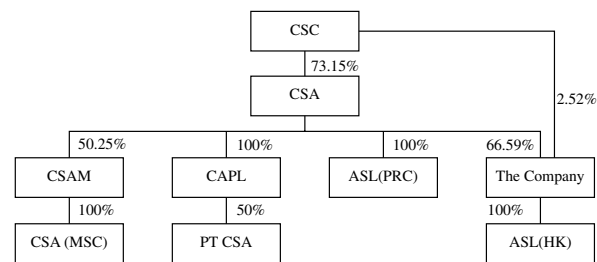 CSC
73.15%
2.52%
CSA
50.25%
100%
100%
66.59%
CSAM
CAPL
ASL(PRC)
The Company
100%
50%
100%
CSA (MSC)
PT CSA
ASL(HK)